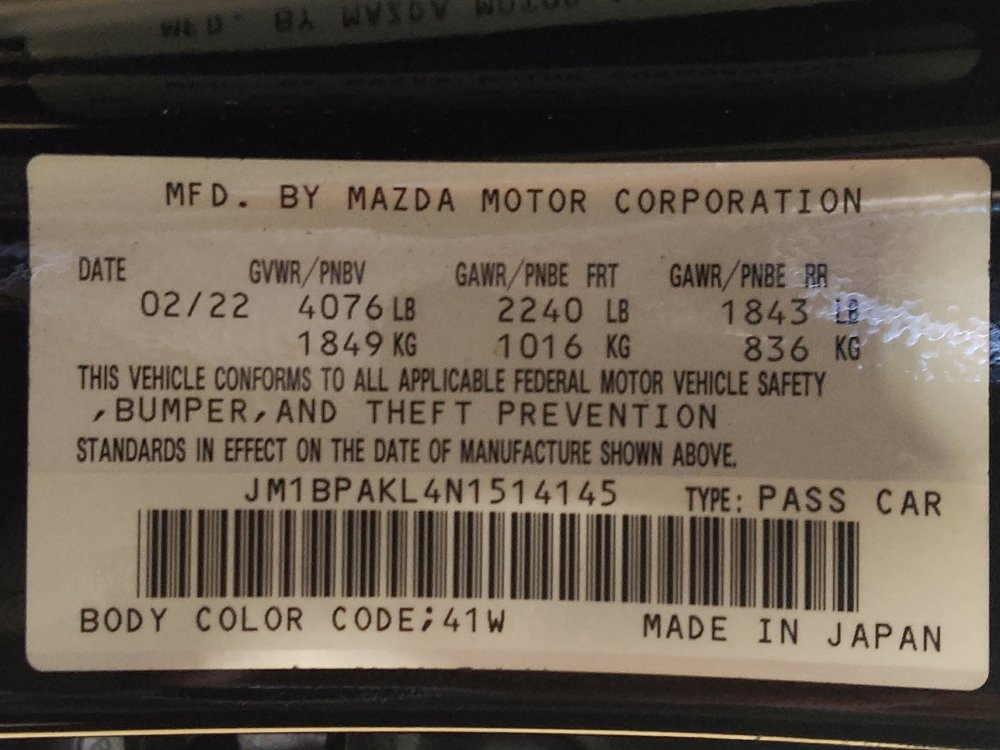 MFD. BY MAZDA MOTOR CORPORATION
DATE GVWR/PNBV GAWR/PNBE FRT GAWR/PNBE RR
02/22 4076 LB 2240 LB 1843 LB
1849 KG 1016 KG 836 KG
THIS VEHICLE CONFORMS TO ALL APPLICABLE FEDERAL MOTOR VEHICLE SAFETY
,BUMPER,AND THEFT PREVENTION
STANDARDS IN EFFECT ON THE DATE OF MANUFACTURE SHOWN ABOVE.
JM1BPAKL4N1514145 TYPE: PASS CAR
BODY COLOR CODE;41W MADE IN JAPAN